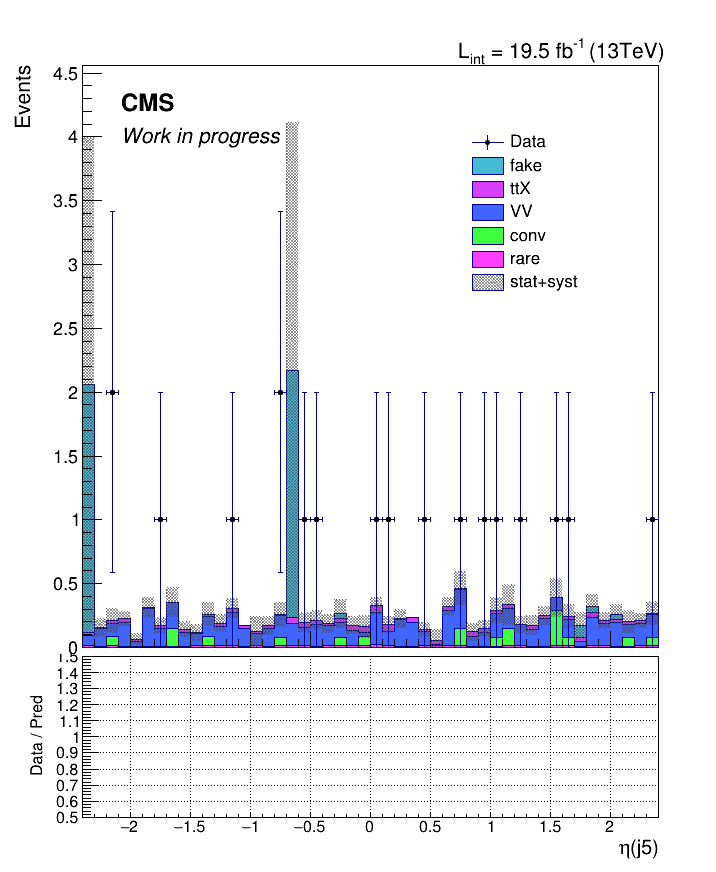 L_int = 19.5 fb^-1 (13TeV)
Events
CMS
Work in progress
Data
fake
ttX
VV
conv
rare
stat+syst
4.5
4
3.5
3
2.5
2
1.5
1
0.5
0
Data / Pred
1.5
1.4
1.3
1.2
1.1
1
0.9
0.8
0.7
0.6
0.5
−2 −1.5 −1 −0.5 0 0.5 1 1.5 2
η(j5)